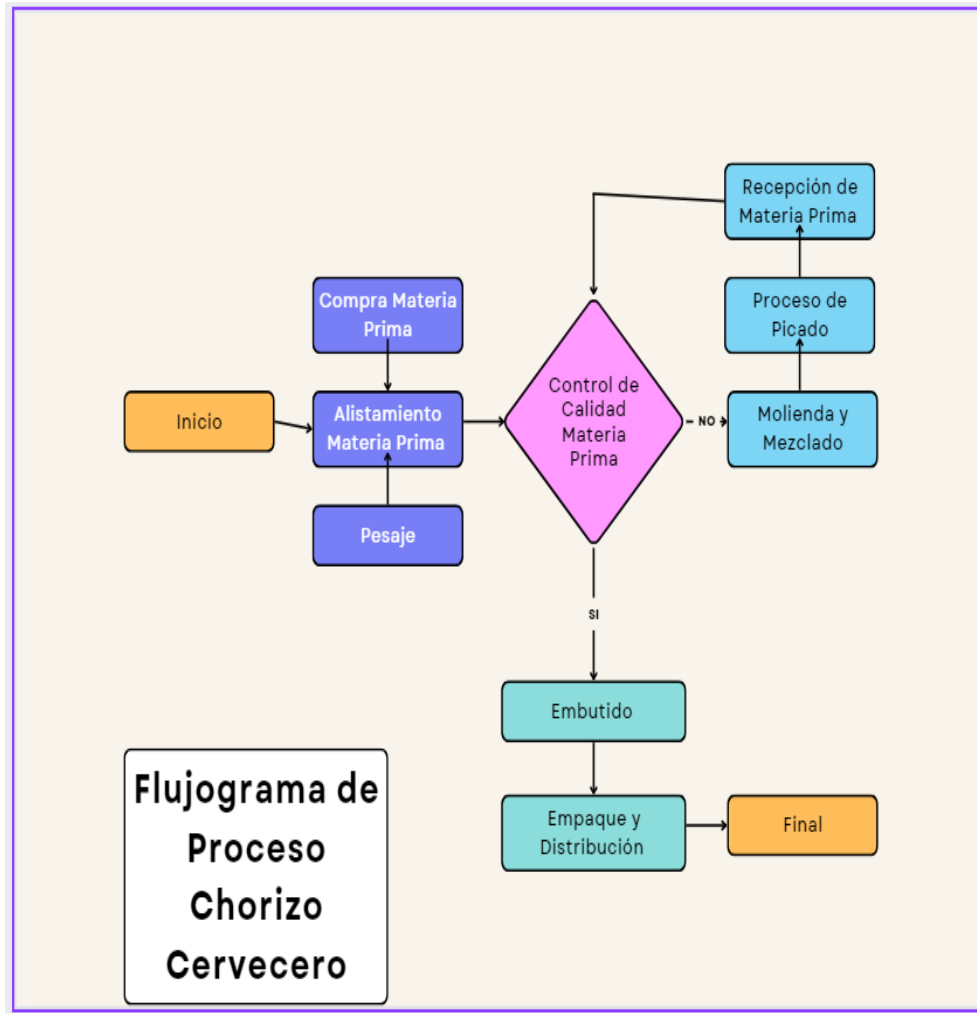 Recepción de
Materia Prima
Compra Materia
Prima
Proceso de
Picado
Inicio
Alistamiento
Materia Prima
Control de
Calidad
Materia
Prima
NO
Molienda y
Mezclado
Pesaje
SI
Embutido
Empaque y
Distribución
Final
Flujograma de
Proceso
Chorizo
Cervecero